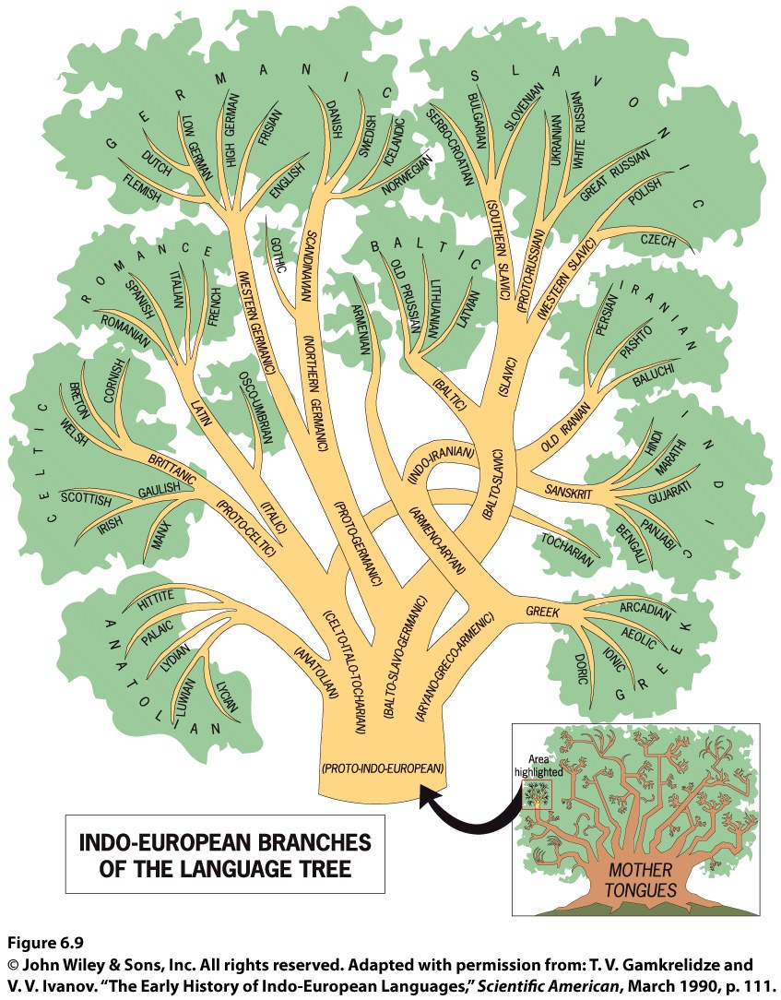 GERMANIC
FLEMISH
DUTCH
LOW GERMAN
HIGH GERMAN
FRISIAN
ENGLISH
DANISH
SWEDISH
ICELANDIC
NORWEGIAN
GOTHIC
SCANDINAVIAN
(WESTERN GERMANIC)
(NORTHERN GERMANIC)
(PROTO-GERMANIC)
SLAVONIC
SERBO-CROATIAN
BULGARIAN
SLOVENIAN
UKRAINIAN
WHITE RUSSIAN
GREAT RUSSIAN
POLISH
CZECH
(SOUTHERN SLAVIC)
(PROTO-RUSSIAN)
(WESTERN SLAVIC)
(SLAVIC)
ROMANCE
ROMANIAN
SPANISH
ITALIAN
FRENCH
LATIN
OSCO-UMBRIAN
(ITALIC)
BALTIC
OLD PRUSSIAN
LITHUANIAN
LATVIAN
(BALTIC)
ARMENIAN
(BALTO-SLAVIC)
IRANIAN
PERSIAN
PASHTO
BALUCHI
OLD IRANIAN
(INDO-IRANIAN)
CELTIC
WELSH
BRETON
CORNISH
BRITTANIC
SCOTTISH
IRISH
MANX
GAULISH
(PROTO-CELTIC)
INDIC
HINDI
MARATHI
GUJARATI
PANJABI
BENGALI
SANSKRIT
TOCHARIAN
(ARMENO-ARYAN)
ANATOLIAN
HITTITE
PALAIC
LYDIAN
LUWIAN
LYCIAN
(ANATOLIAN)
(CELTO-ITALO-TOCHARIAN)
(BALTO-SLAVO-GERMANIC)
(ARYANO-GRECO-ARMENIC)
GREEK
GREEK
ARCADIAN
AEOLIC
IONIC
DORIC
(PROTO-INDO-EUROPEAN)
Area
highlighted
MOTHER
TONGUES
INDO-EUROPEAN BRANCHES
OF THE LANGUAGE TREE
Figure 6.9
© John Wiley & Sons, Inc. All rights reserved. Adapted with permission from: T. V. Gamkrelidze and
V. V. Ivanov. “The Early History of Indo-European Languages,” Scientific American, March 1990, p. 111.